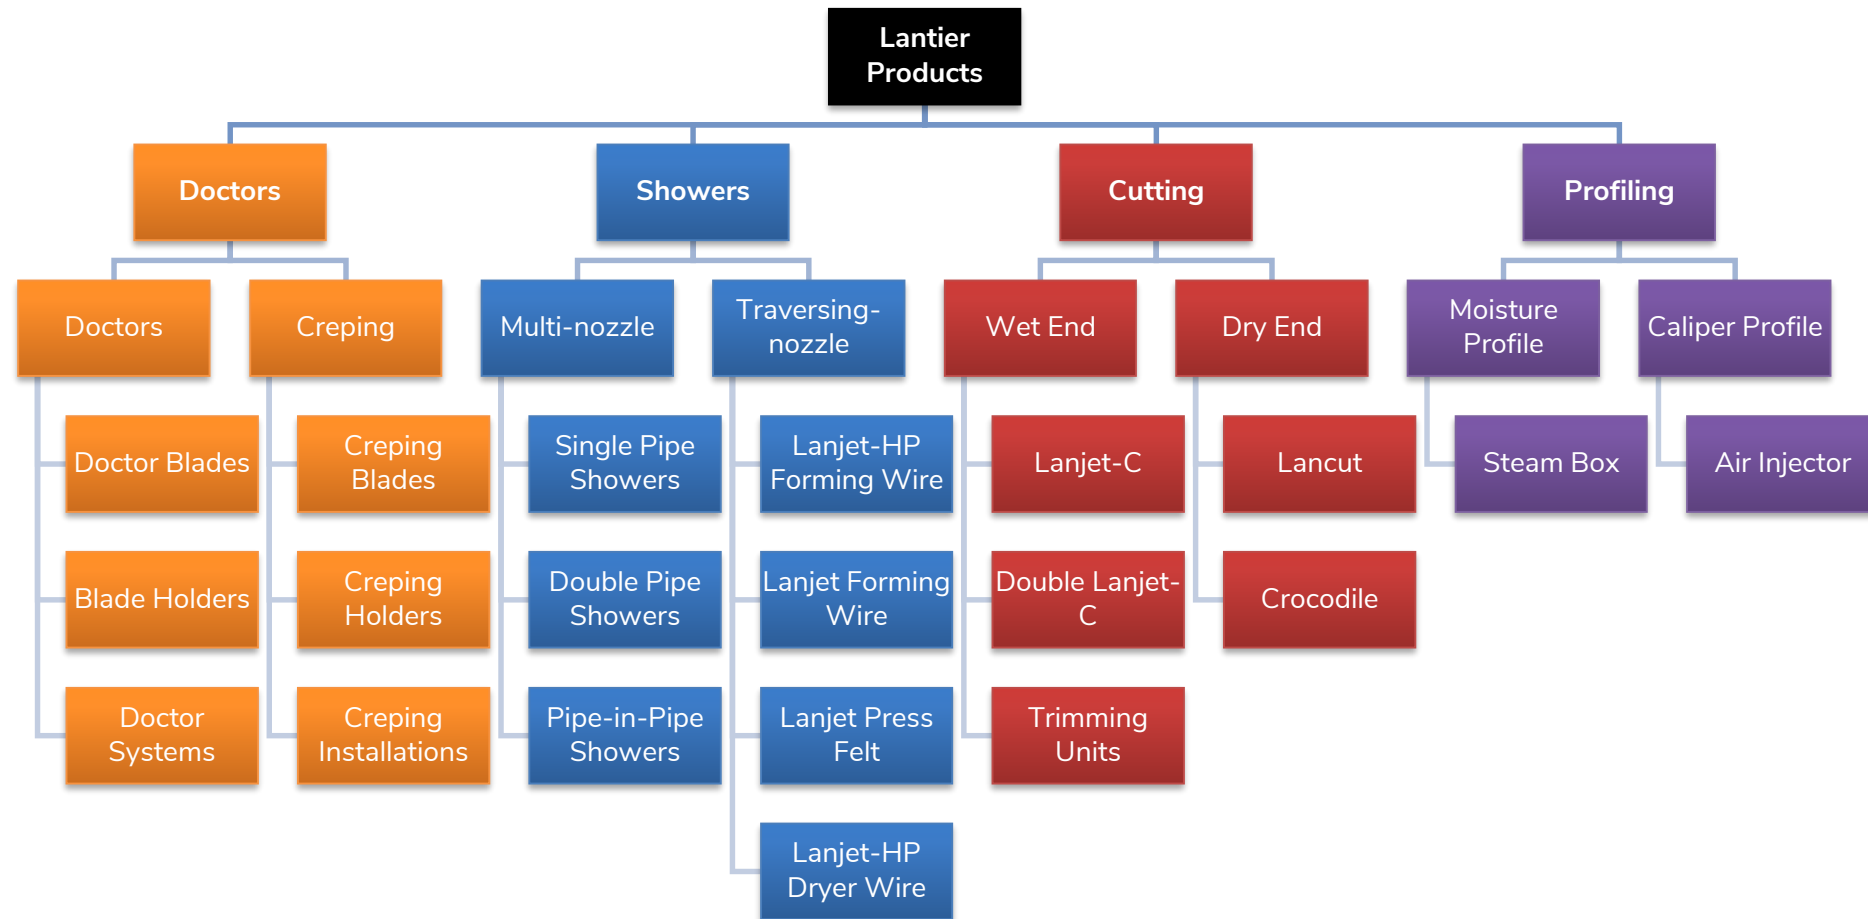 Lantier
Products
Doctors
Showers
Cutting
Profiling
Doctors
Creping
Multi-nozzle
Traversing-
nozzle
Wet End
Dry End
Moisture
Profile
Caliper Profile
Doctor Blades
Creping
Blades
Single Pipe
Showers
Lanjet-HP
Forming Wire
Lanjet-C
Lancut
Steam Box
Air Injector
Blade Holders
Creping
Holders
Double Pipe
Showers
Lanjet Forming
Wire
Double Lanjet-
C
Crocodile
Doctor
Systems
Creping
Installations
Pipe-in-Pipe
Showers
Lanjet Press
Felt
Trimming
Units
Lanjet-HP
Dryer Wire